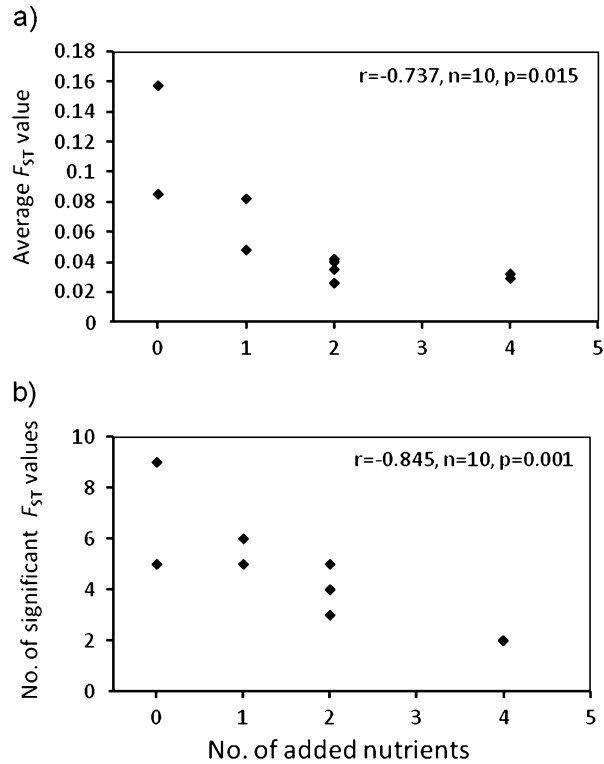 a)
0.18
0.16
0.14
0.12
0.1
0.08
0.06
0.04
0.02
0
Average FST value
r=-0.737, n=10, p=0.015
0 1 2 3 4 5
b)
10
8
6
4
2
0
No. of significant FST values
r=-0.845, n=10, p=0.001
0 1 2 3 4 5
No. of added nutrients